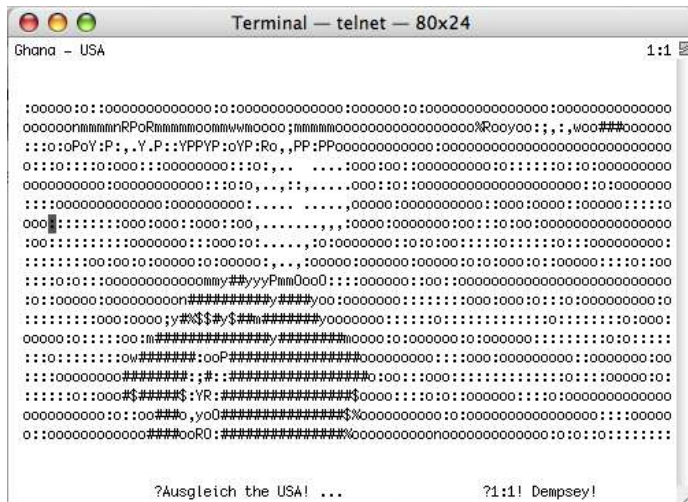 Terminal — telnet — 80x24
Ghana - USA 1:1
?Ausgleich the USA! ... ?1:1! Dempsey!